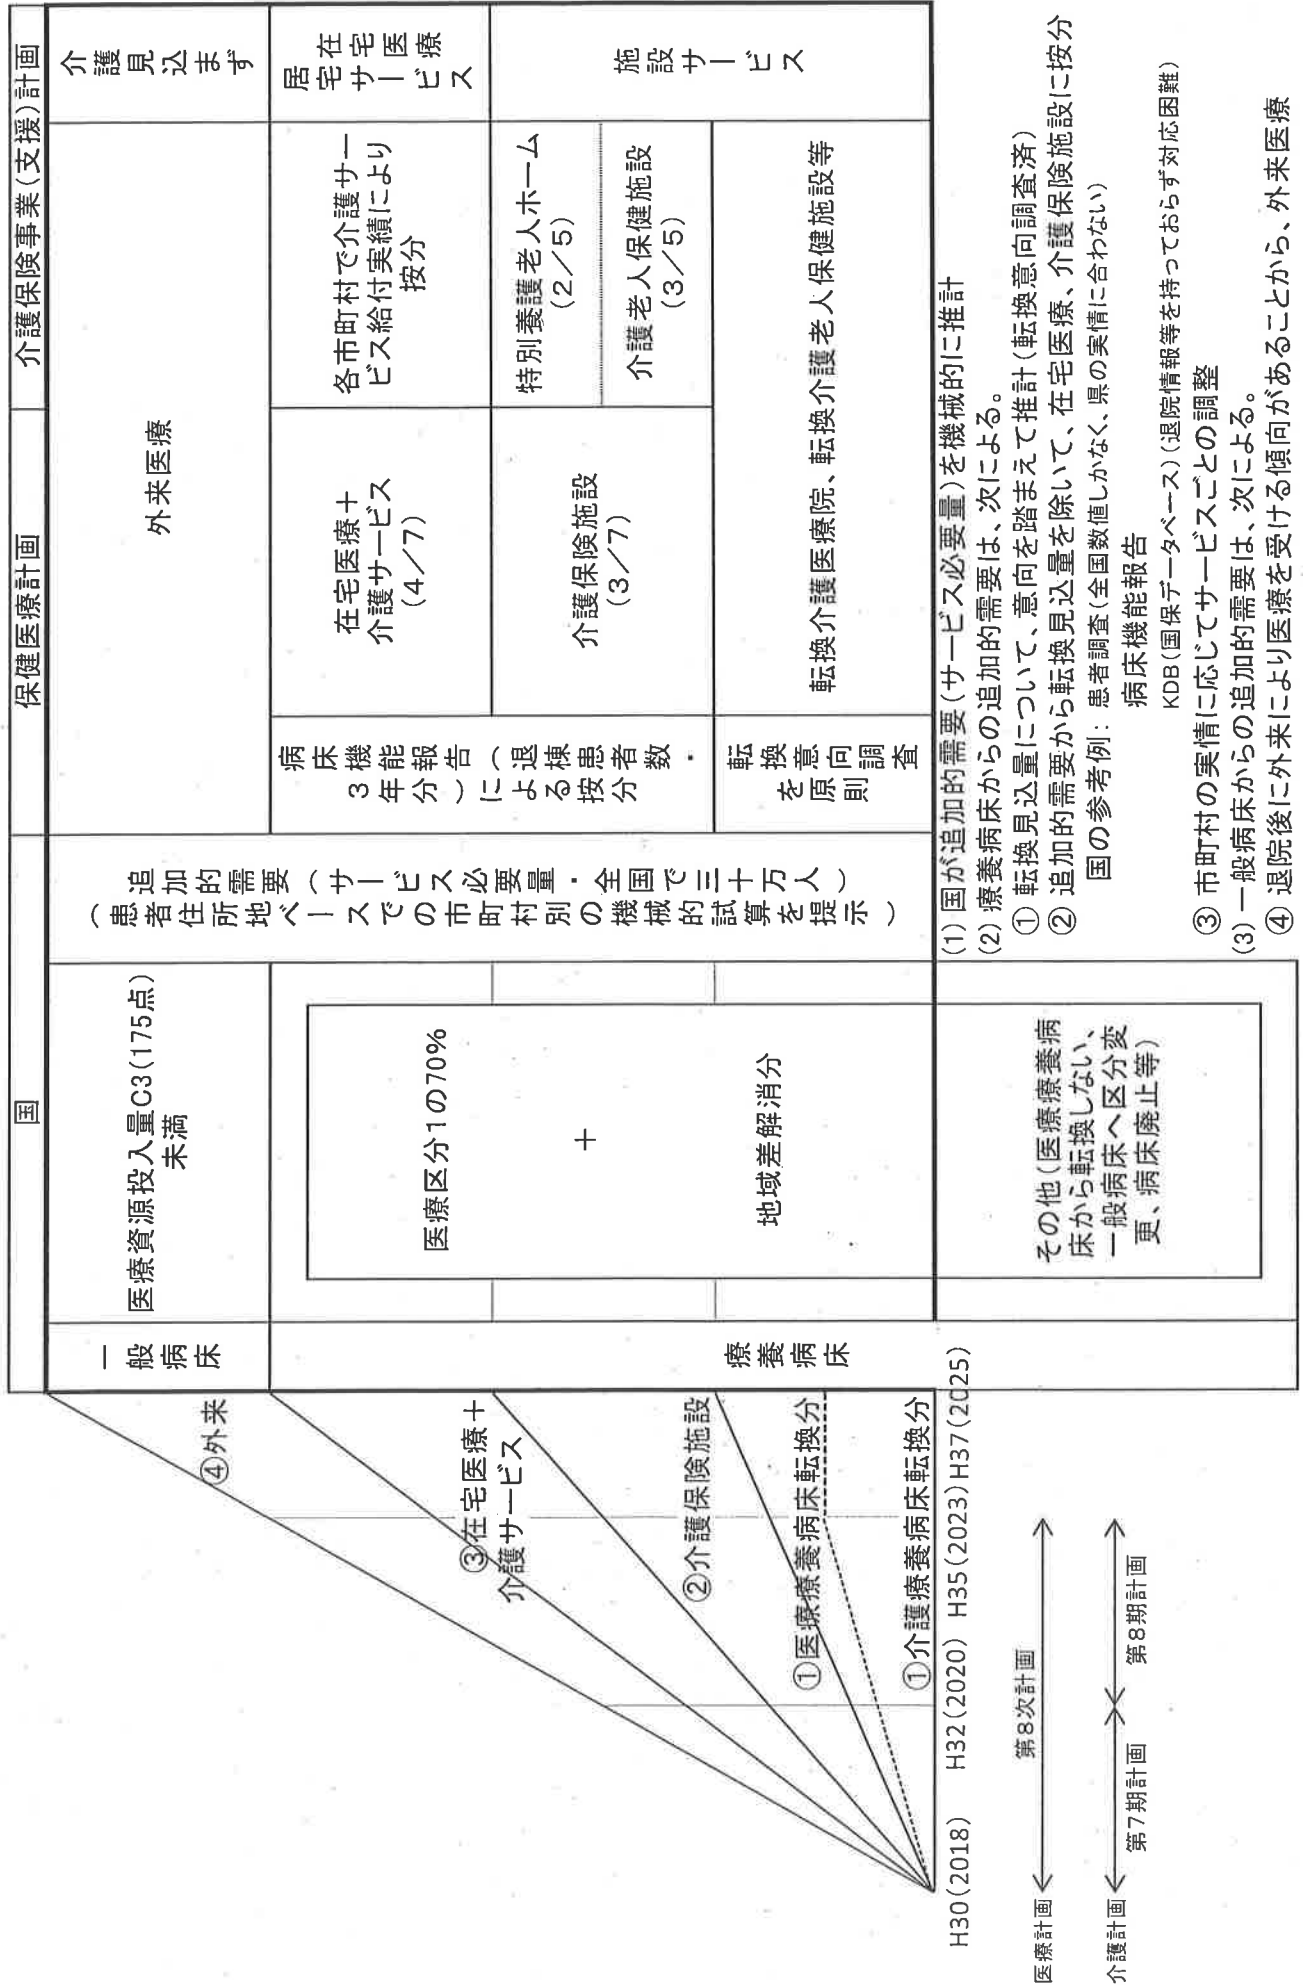 国
保健医療計画
介護保険事業(支援)計画
一般病床
医療資源投入量C3(175点)
未満
追加的需要(サービス必要量・全国で三十万人)
(患者住所地ベースでの市町村別の機械的試算を提示)
外来医療
介護見込まず
療養病床
医療区分1の70%
+
地域差解消分
病床機能報告(退棟患者数・
3年分)による按分
在宅医療+
介護サービス
(4/7)
各市町村で介護サー
ビス給付実績により
按分
在宅医療
居宅サービス
介護保険施設
(3/7)
特別養護老人ホーム
(2/5)
介護老人保健施設
(3/5)
施設サービス
転換意向調査
を原則
転換介護医療院、転換介護老人保健施設等
その他(医療療養病
床から転換しない、
一般病床へ区分変
更、病床廃止等)
④外来
③在宅医療+
介護サービス
②介護保険施設
①医療療養病床転換分
①介護療養病床転換分
H30(2018)
H32(2020)
H35(2023)
H37(2025)
医療計画
第8次計画
介護計画
第7期計画
第8期計画
(1) 国が追加的需要(サービス必要量)を機械的に推計
(2) 療養病床からの追加的需要は、次による。
① 転換見込量について、意向を踏まえて推計(転換意向調査済)
② 追加的需要から転換見込量を除いて、在宅医療、介護保険施設に按分
国の参考例: 患者調査(全国数値しかなく、県の実情に合わない)
病床機能報告
KDB(国保データベース)(退院情報等を持っておらず対応困難)
③ 市町村の実情に応じてサービスごとの調整
(3) 一般病床からの追加的需要は、次による。
④ 退院後に外来により医療を受ける傾向があることから、外来医療